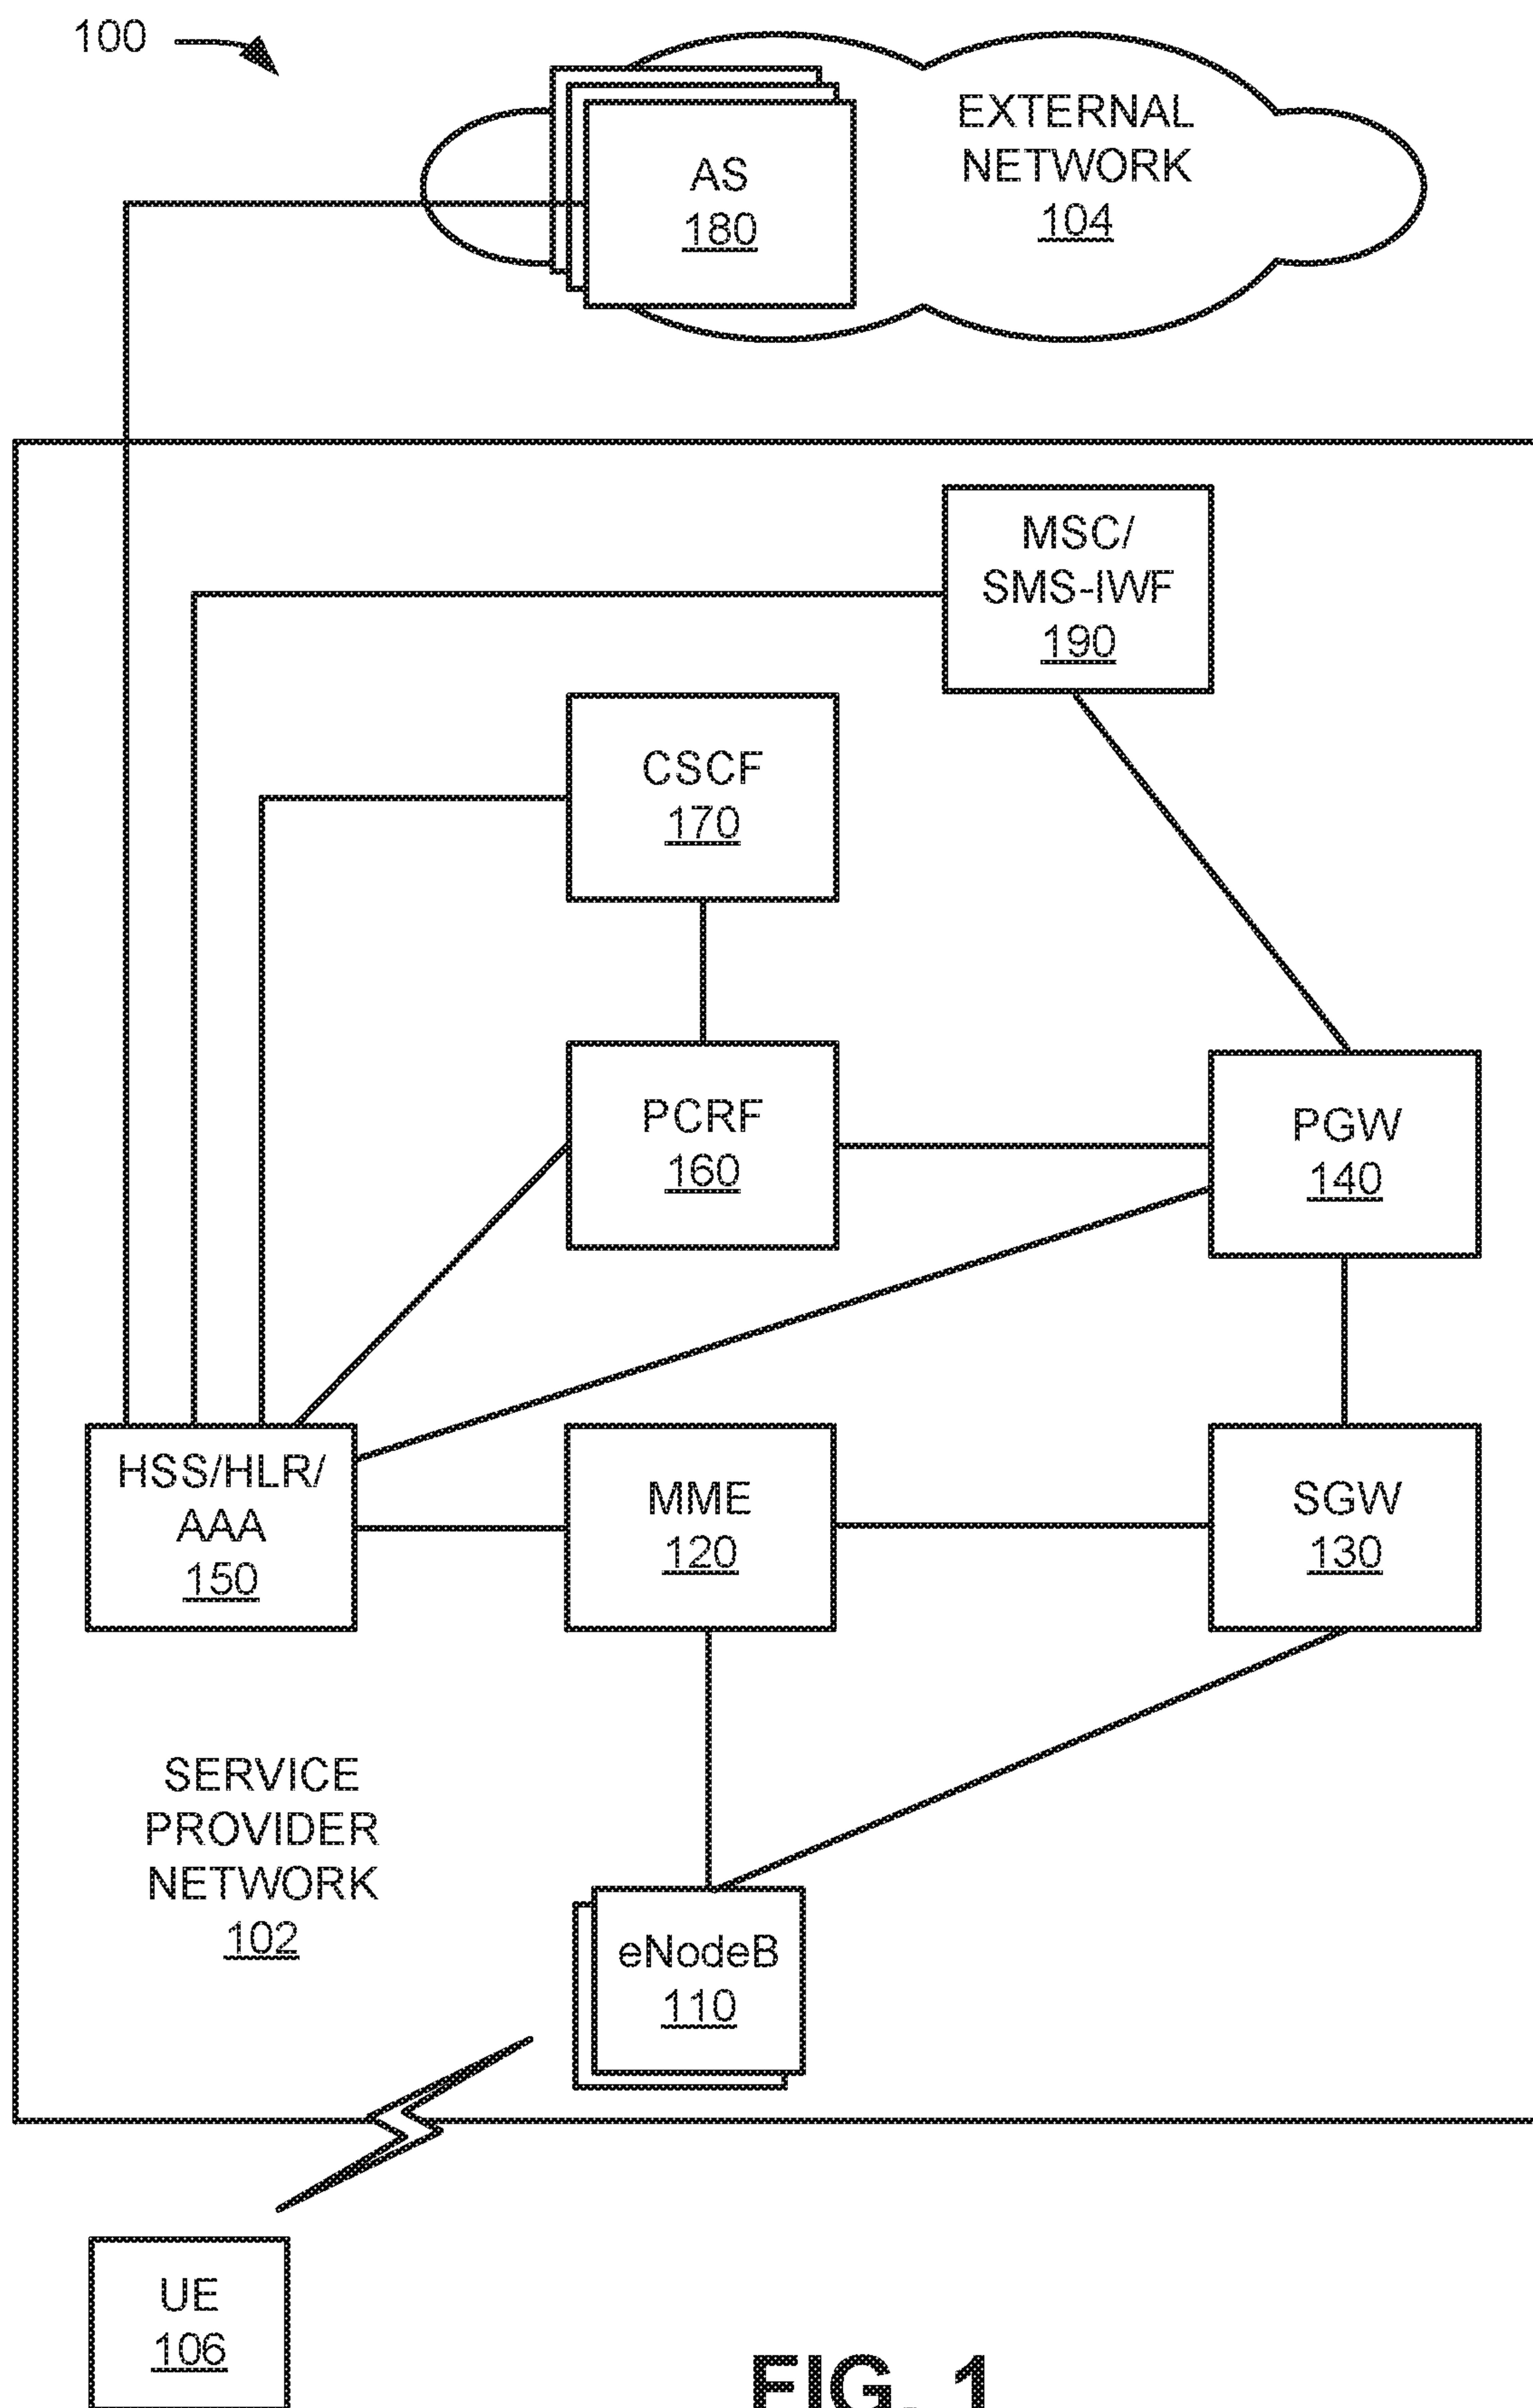 100
EXTERNAL
NETWORK
104
AS
180
MSC/
SMS-IWF
190
CSCF
170
PCRF
160
PGW
140
HSS/HLR/
AAA
150
MME
120
SGW
130
SERVICE
PROVIDER
NETWORK
102
eNodeB
110
UE
106
FIG. 1